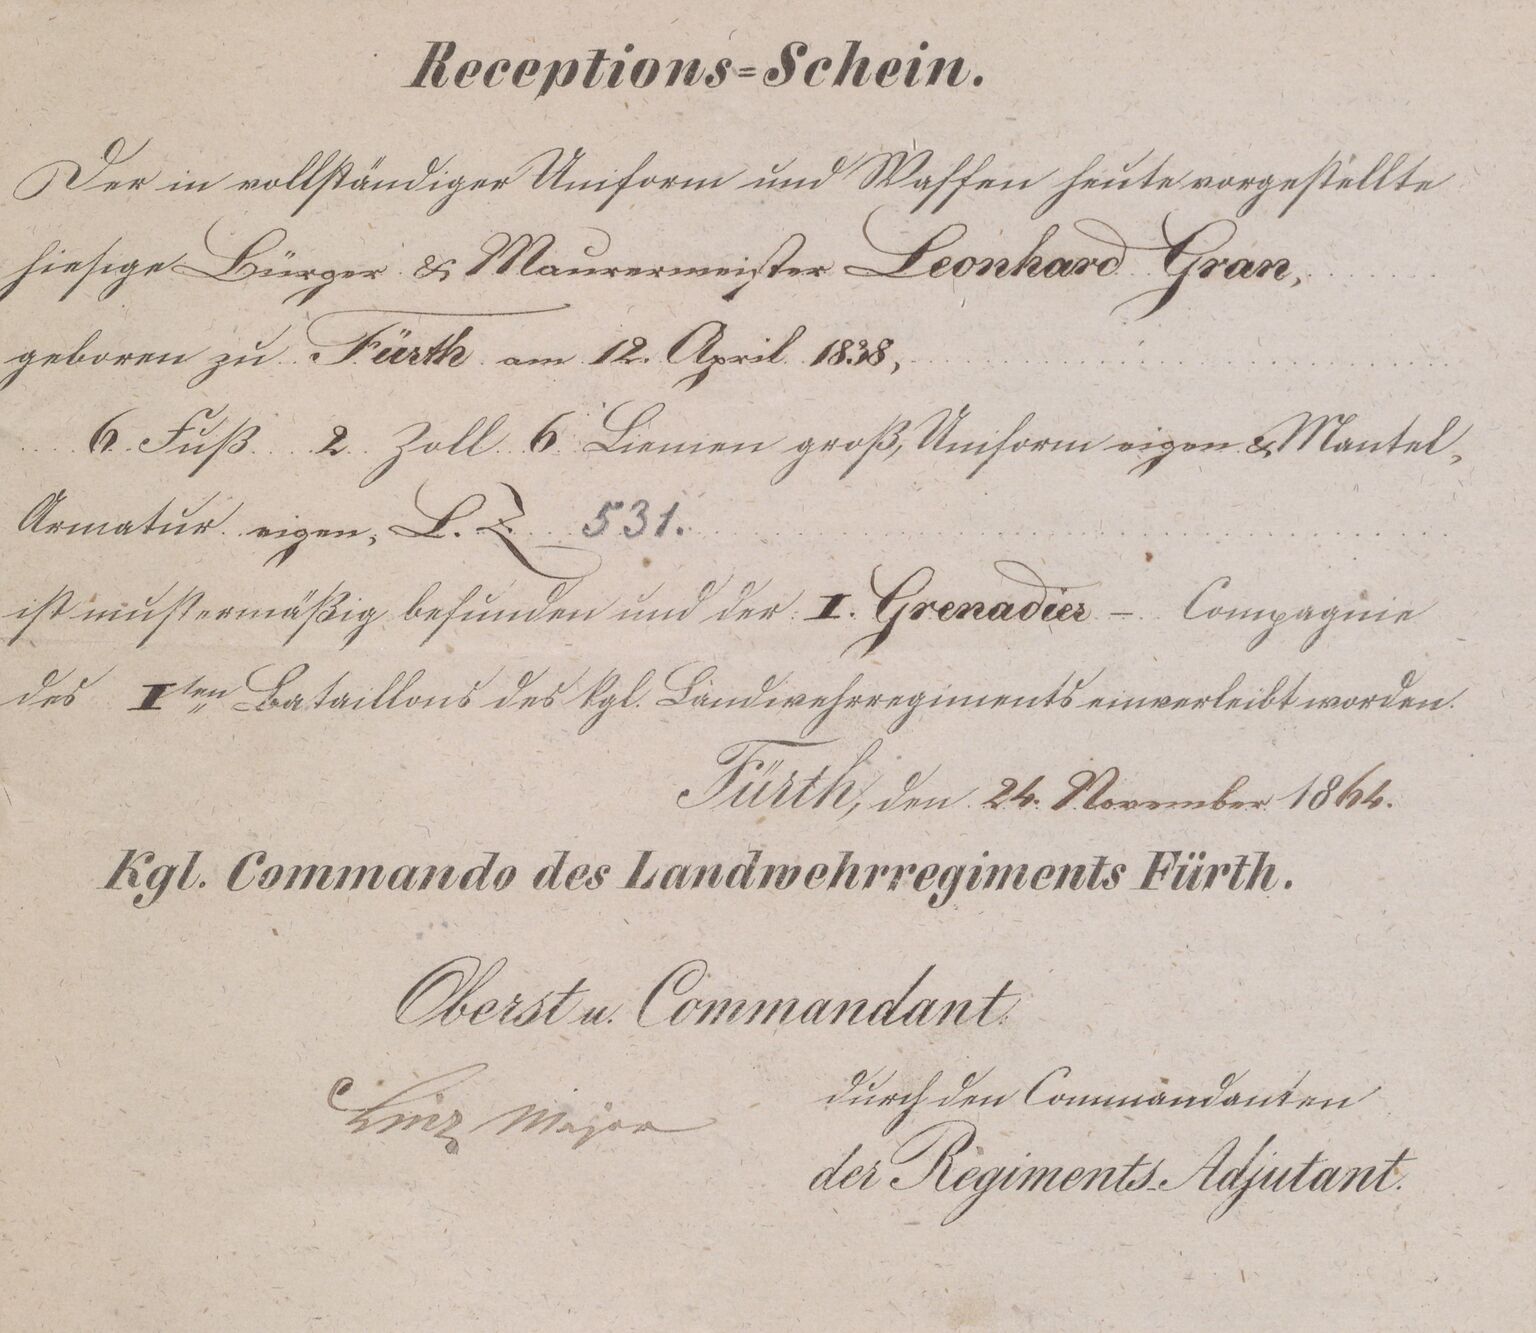 Receptions=Schein.
Der in vollständiger Uniform und Waffen heute vorgestellte
hiesige Bürger & Maurermeister Leonhard Gran,
geboren zu Fürth am 12. April 1838,
6 Fuß 2 Zoll 6 Linien groß, Uniform eigen & Mantel,
Armatur eigen, L. Z. 531.
ist mustermäßig befunden und der I. Grenadier - Compagnie
des Iten Bataillons des kgl. Landwehrregiments einverleibt worden.
Fürth, den 24. November 1864.
Kgl. Commando des Landwehrregiments Fürth.
Oberst u. Commandant.
Linz Major
durch den Commandanten
der Regiments-Adjutant.